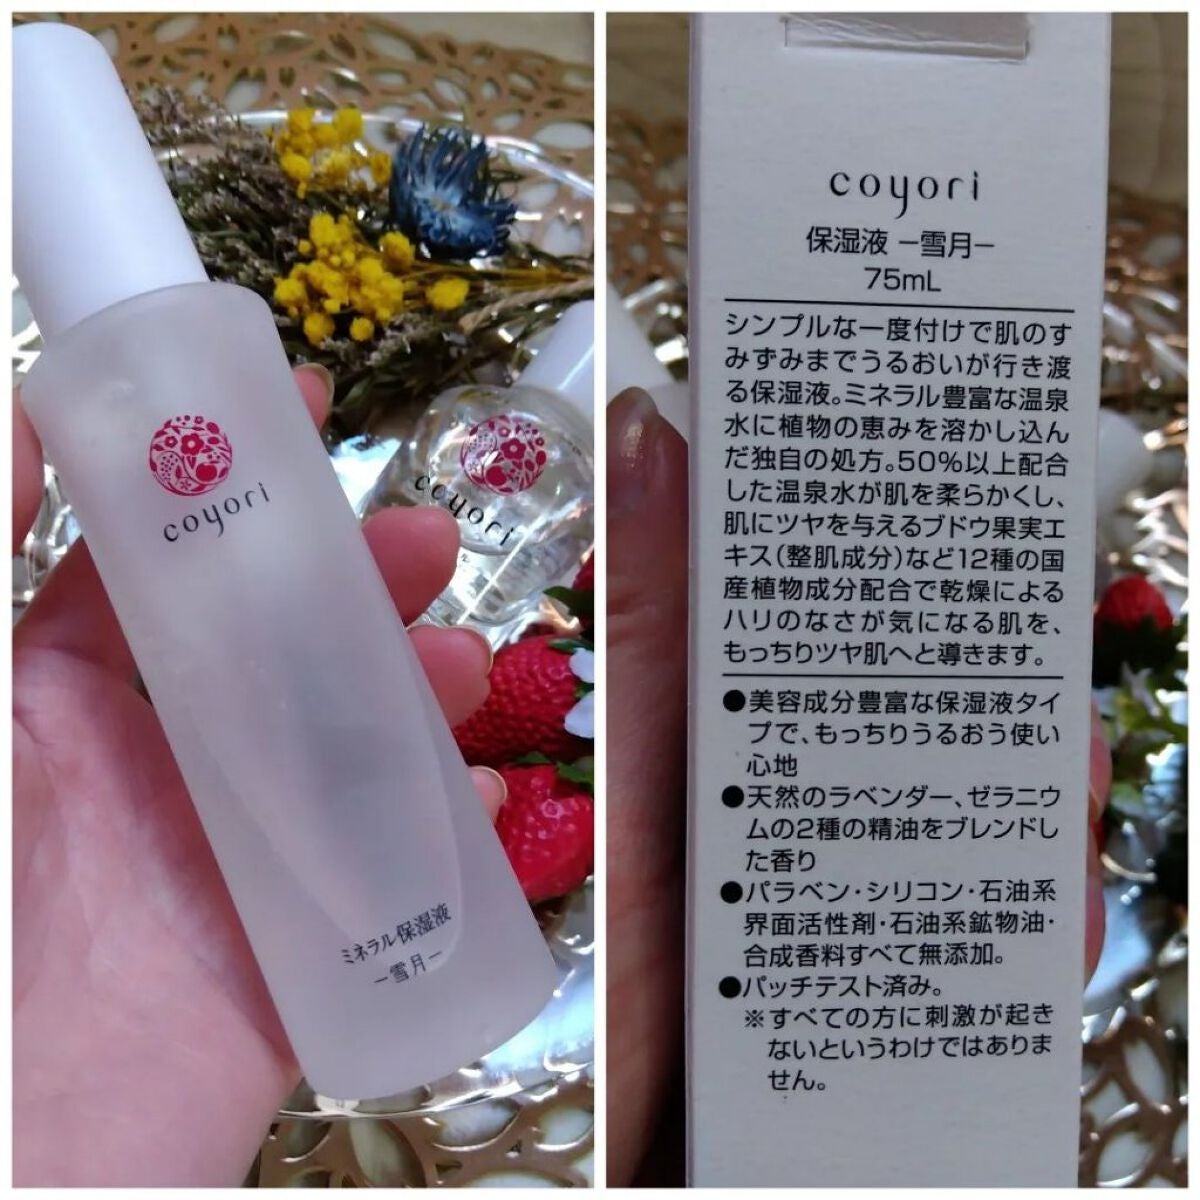 coyori
ミネラル保湿液
－雪月－
coyori
coyori
保湿液 －雪月－
75mL
シンプルな一度付けで肌のす
みずみまでうるおいが行き渡
る保湿液。ミネラル豊富な温泉
水に植物の恵みを溶かし込ん
だ独自の処方。50%以上配合
した温泉水が肌を柔らかくし、
肌にツヤを与えるブドウ果実エ
キス(整肌成分)など12種の国
産植物成分配合で乾燥による
ハリのなさが気になる肌を、
もっちりツヤ肌へと導きます。
●美容成分豊富な保湿液タイ
プで、もっちりうるおう使い
心地
●天然のラベンダー、ゼラニウ
ムの2種の精油をブレンドし
た香り
●パラベン・シリコン・石油系
界面活性剤・石油系鉱物油・
合成香料すべて無添加。
●パッチテスト済み。
※すべての方に刺激が起き
ないというわけではありま
せん。